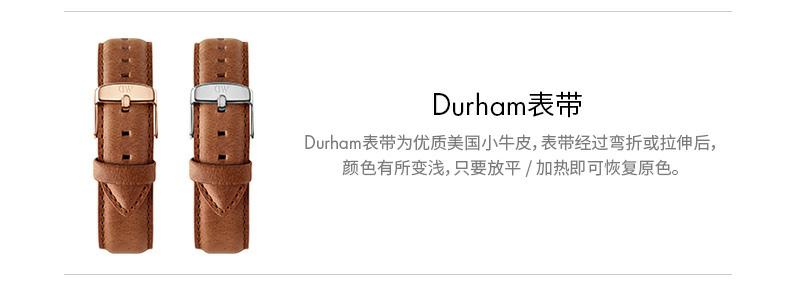 DW
DW
Durham表带
Durham表带为优质美国小牛皮，表带经过弯折或拉伸后，
颜色有所变浅，只要放平 / 加热即可恢复原色。